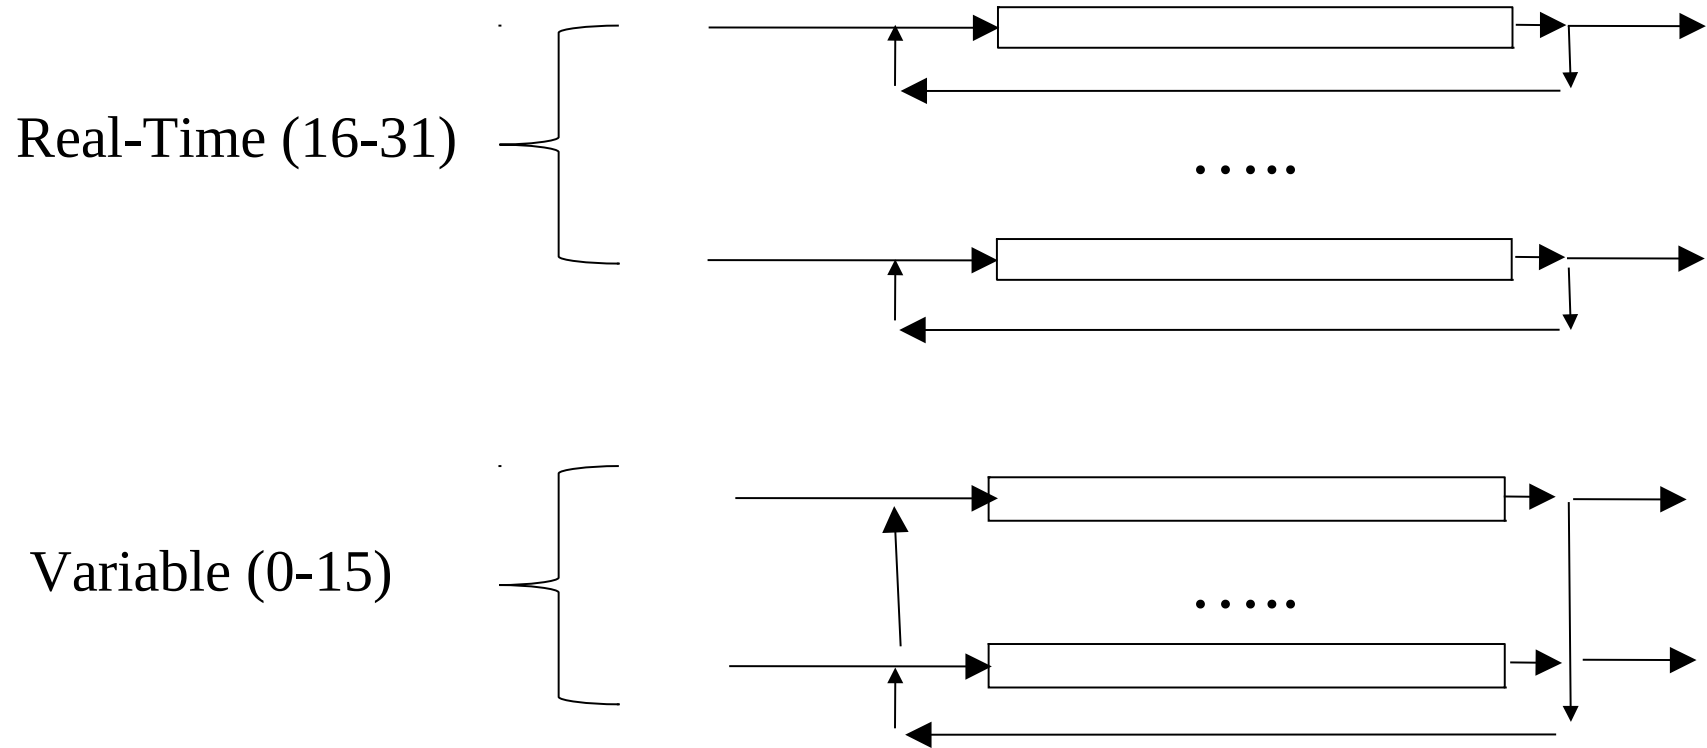 Real-Time (16-31)
.....
Variable (0-15)
.....